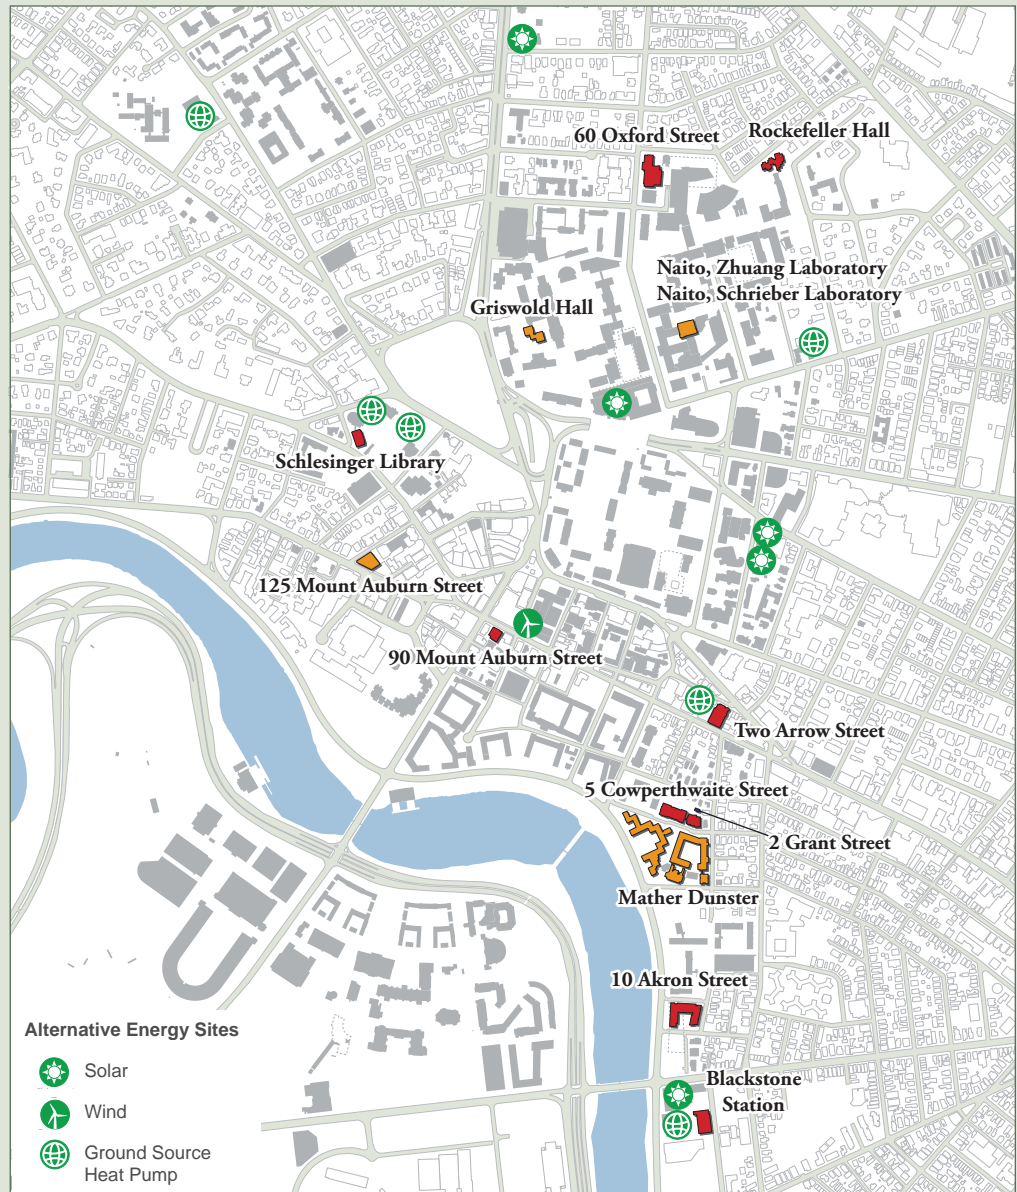 60 Oxford Street
Rockefeller Hall
Naito, Zhuang Laboratory
Naito, Schrieber Laboratory
Griswold Hall
Schlesinger Library
125 Mount Auburn Street
90 Mount Auburn Street
Two Arrow Street
5 Cowperthwaite Street
2 Grant Street
Mather Dunster
10 Akron Street
Blackstone
Station
Alternative Energy Sites
Solar
Wind
Ground Source
Heat Pump